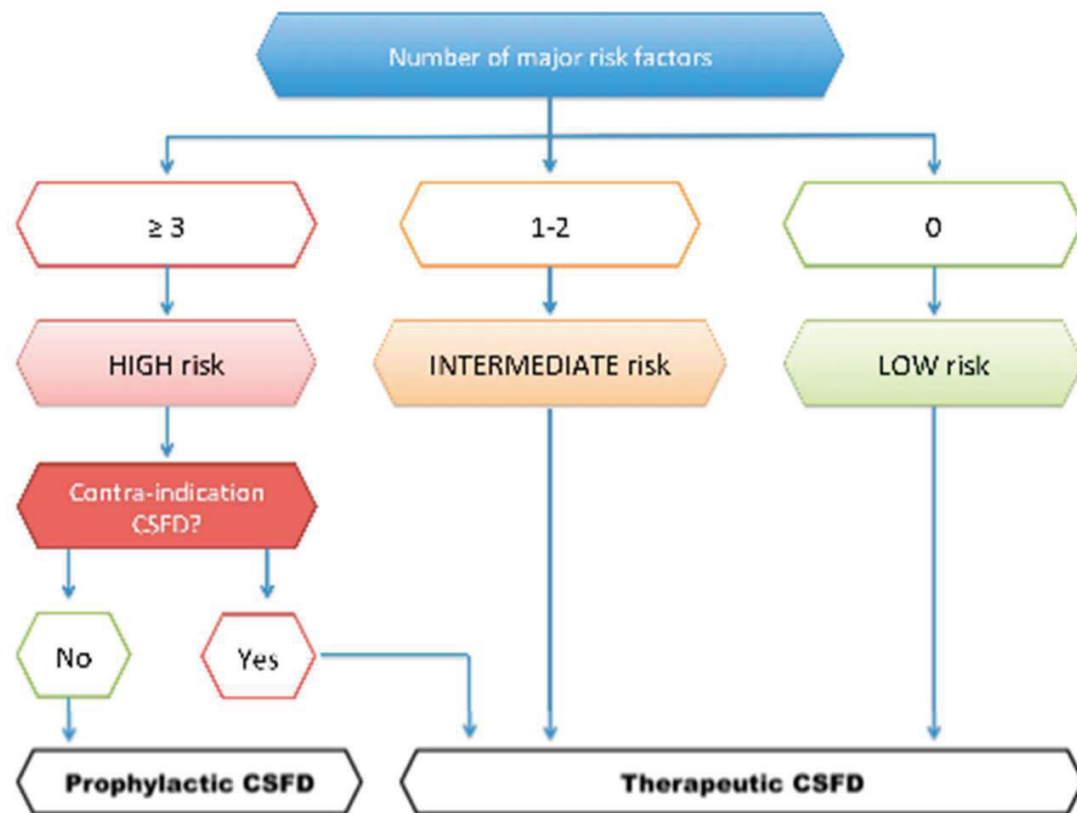 Number of major risk factors
≥ 3
1-2
0
HIGH risk
INTERMEDIATE risk
LOW risk
Contra-indication
CSFD?
No
Yes
Prophylactic CSFD
Therapeutic CSFD